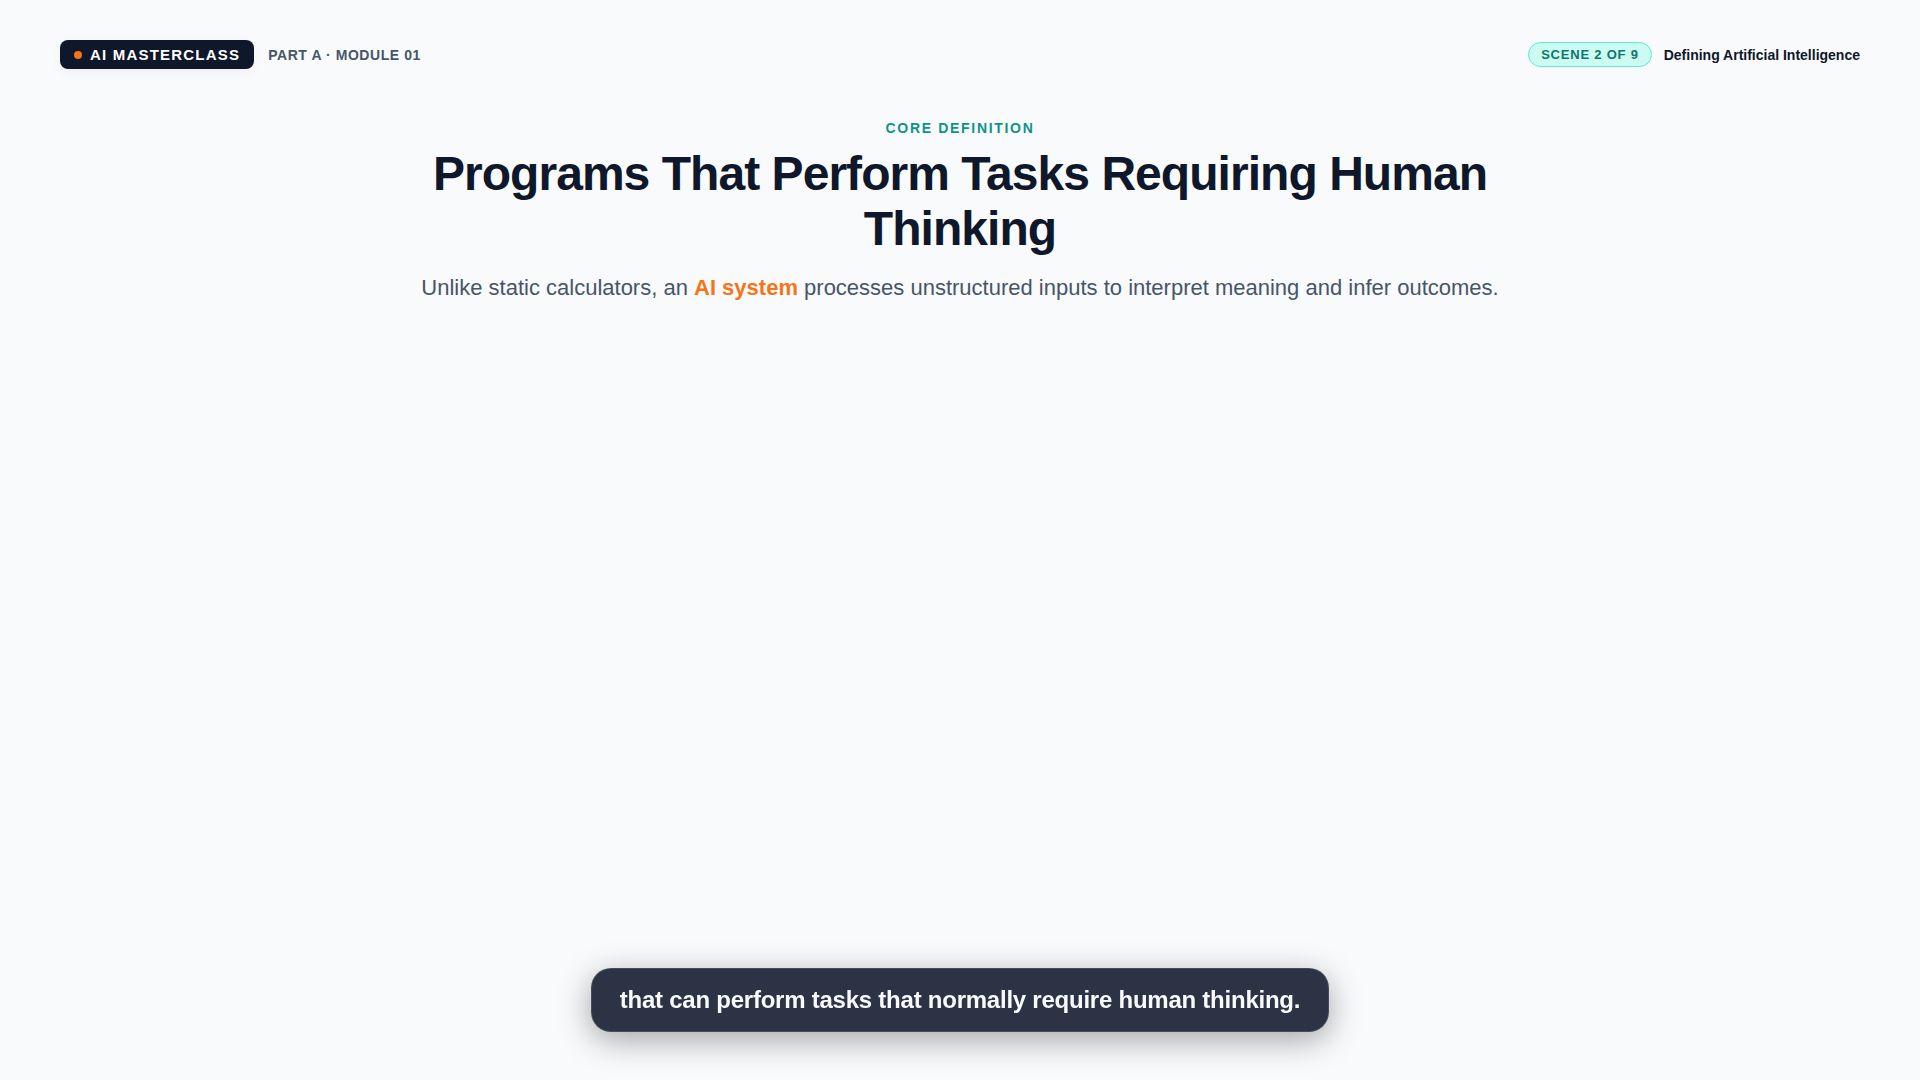 AI MASTERCLASS
PART A · MODULE 01
SCENE 2 OF 9
Defining Artificial Intelligence
CORE DEFINITION
Programs That Perform Tasks Requiring Human
Thinking
Unlike static calculators, an AI system processes unstructured inputs to interpret meaning and infer outcomes.
that can perform tasks that normally require human thinking.